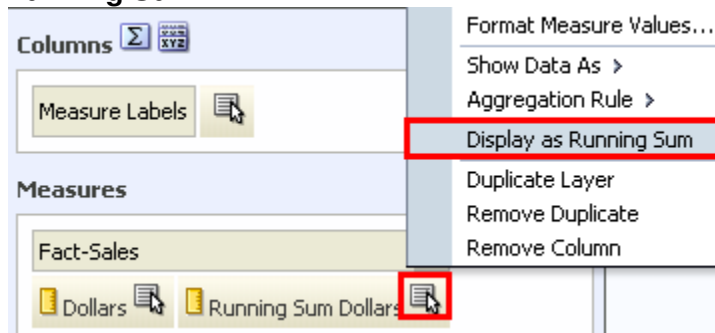 Columns Σ XYZ
Measure Labels
Measures
Fact-Sales
Dollars
Running Sum Dollars
Format Measure Values...
Show Data As >
Aggregation Rule >
Display as Running Sum
Duplicate Layer
Remove Duplicate
Remove Column